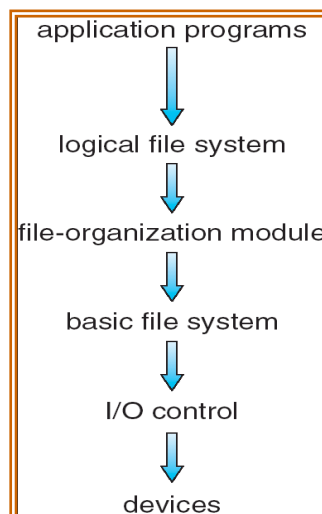 application programs
logical file system
file-organization module
basic file system
I/O control
devices